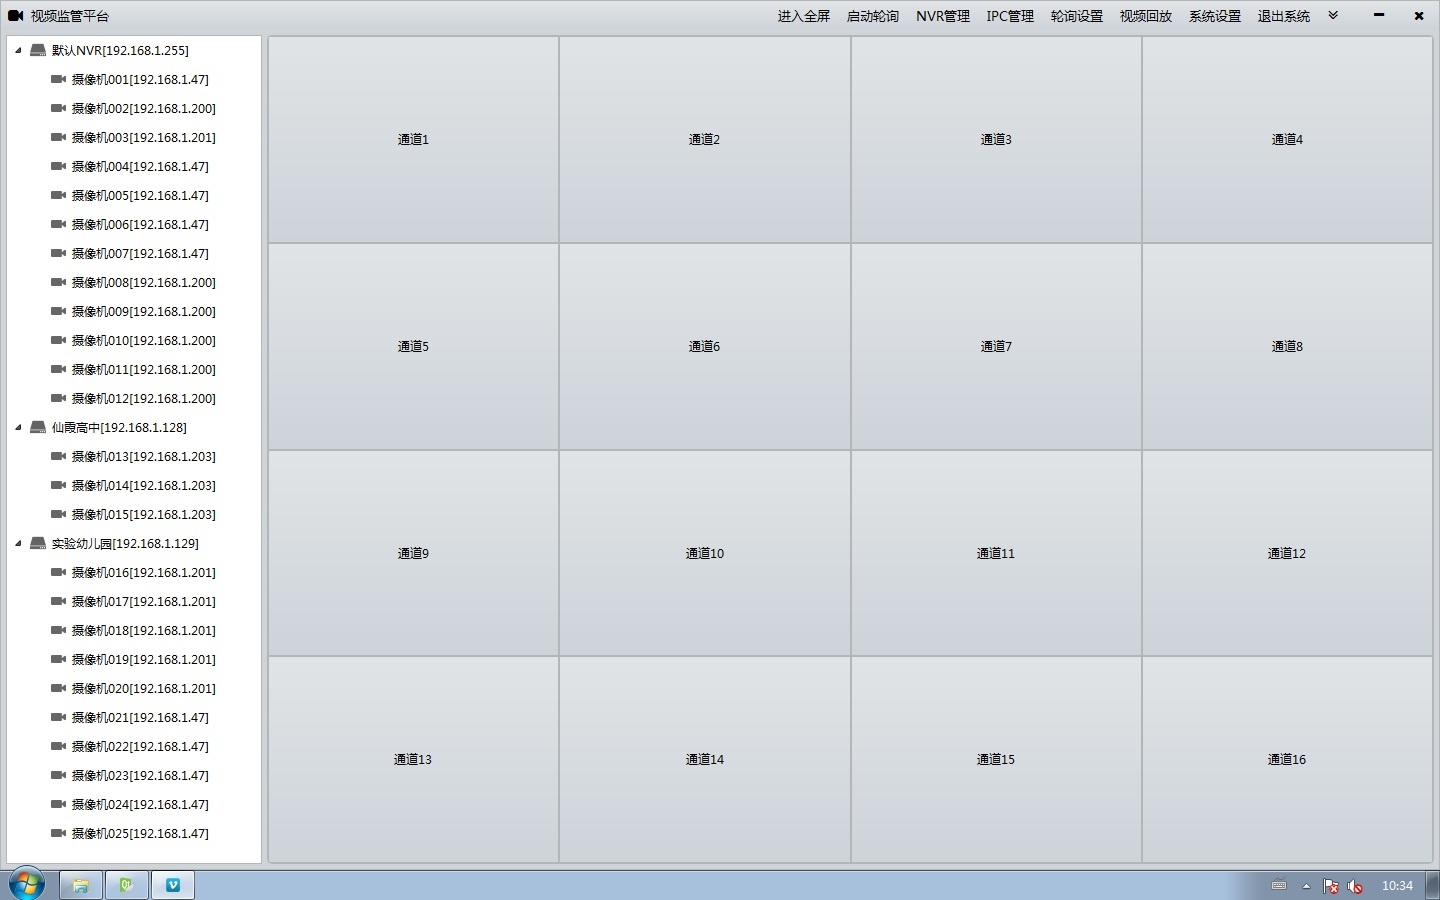 视频监管平台
进入全屏 启动轮询 NVR管理 IPC管理 轮询设置 视频回放 系统设置 退出系统
默认NVR[192.168.1.255]
摄像机001[192.168.1.47]
摄像机002[192.168.1.200]
摄像机003[192.168.1.201]
摄像机004[192.168.1.47]
摄像机005[192.168.1.47]
摄像机006[192.168.1.47]
摄像机007[192.168.1.47]
摄像机008[192.168.1.200]
摄像机009[192.168.1.200]
摄像机010[192.168.1.200]
摄像机011[192.168.1.200]
摄像机012[192.168.1.200]
仙霞高中[192.168.1.128]
摄像机013[192.168.1.203]
摄像机014[192.168.1.203]
摄像机015[192.168.1.203]
实验幼儿园[192.168.1.129]
摄像机016[192.168.1.201]
摄像机017[192.168.1.201]
摄像机018[192.168.1.201]
摄像机019[192.168.1.201]
摄像机020[192.168.1.201]
摄像机021[192.168.1.47]
摄像机022[192.168.1.47]
摄像机023[192.168.1.47]
摄像机024[192.168.1.47]
摄像机025[192.168.1.47]
通道1 通道2 通道3 通道4
通道5 通道6 通道7 通道8
通道9 通道10 通道11 通道12
通道13 通道14 通道15 通道16
10:34